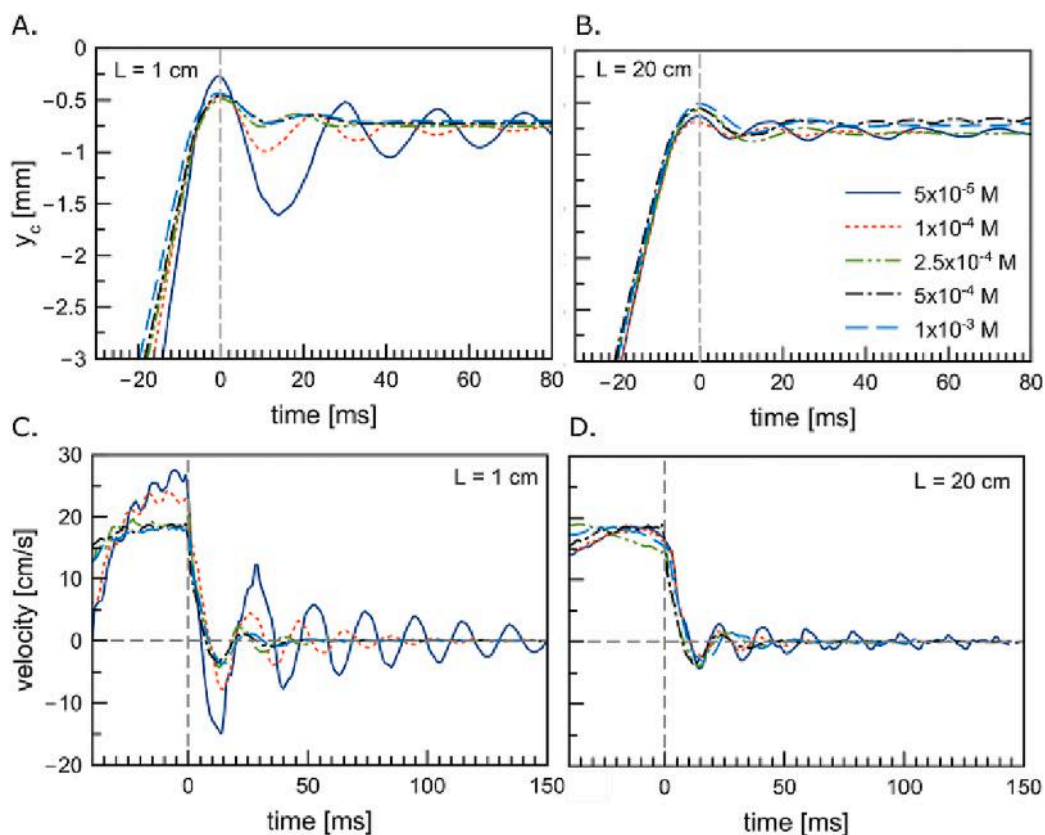 A.
L = 1 cm
0
−0.5
−1
−1.5
−2
−2.5
−3
y_c [mm]
−20 0 20 40 60 80
time [ms]
B.
L = 20 cm
5x10⁻⁵ M
1x10⁻⁴ M
2.5x10⁻⁴ M
5x10⁻⁴ M
1x10⁻³ M
−20 0 20 40 60 80
time [ms]
C.
L = 1 cm
30
20
10
0
−10
−20
velocity [cm/s]
0 50 100 150
time [ms]
D.
L = 20 cm
0 50 100 150
time [ms]